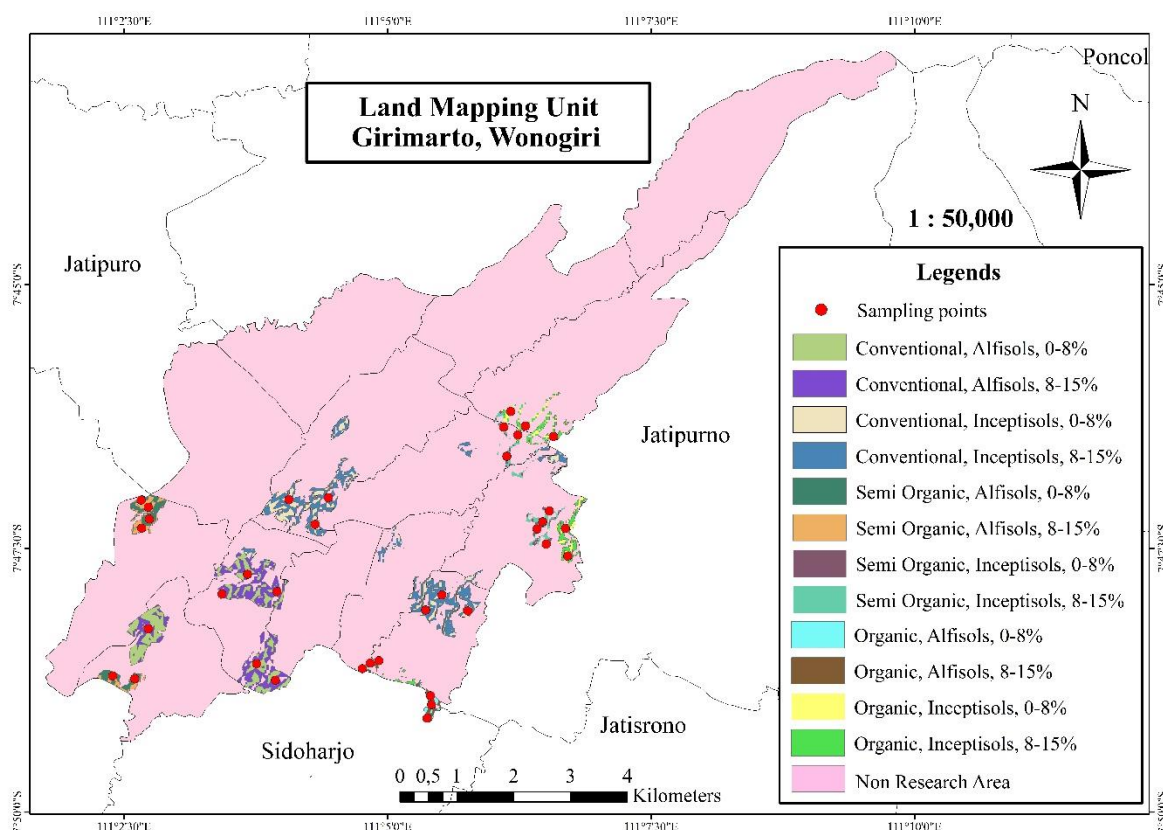 111°2'30"E
111°5'0"E
111°7'30"E
111°10'0"E
Poncol
Land Mapping Unit
Girimarto, Wonogiri
N
1 : 50,000
Jatipuro
7°45'0"S
7°45'0"S
Legends
Sampling points
Conventional, Alfisols, 0-8%
Conventional, Alfisols, 8-15%
Conventional, Inceptisols, 0-8%
Conventional, Inceptisols, 8-15%
Semi Organic, Alfisols, 0-8%
Semi Organic, Alfisols, 8-15%
Semi Organic, Inceptisols, 0-8%
Semi Organic, Inceptisols, 8-15%
Organic, Alfisols, 0-8%
Organic, Alfisols, 8-15%
Organic, Inceptisols, 0-8%
Organic, Inceptisols, 8-15%
Non Research Area
Jatipurno
7°47'30"S
7°47'30"S
Jatisrono
Sidoharjo
0 0,5 1 2 3 4
Kilometers
7°50'0"S
7°50'0"S
111°2'30"E
111°5'0"E
111°7'30"E
111°10'0"E